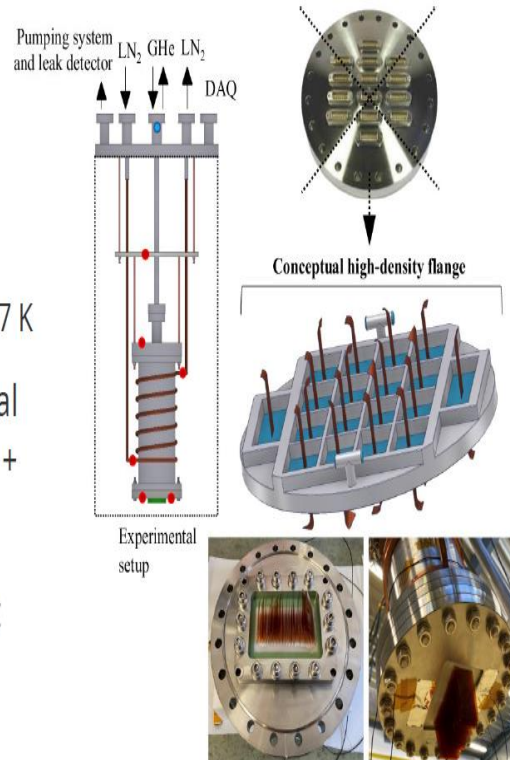 Pumping system
and leak detector
LN2 GHe LN2
DAQ
Conceptual high-density flange
7 K
al
+
Experimental
setup